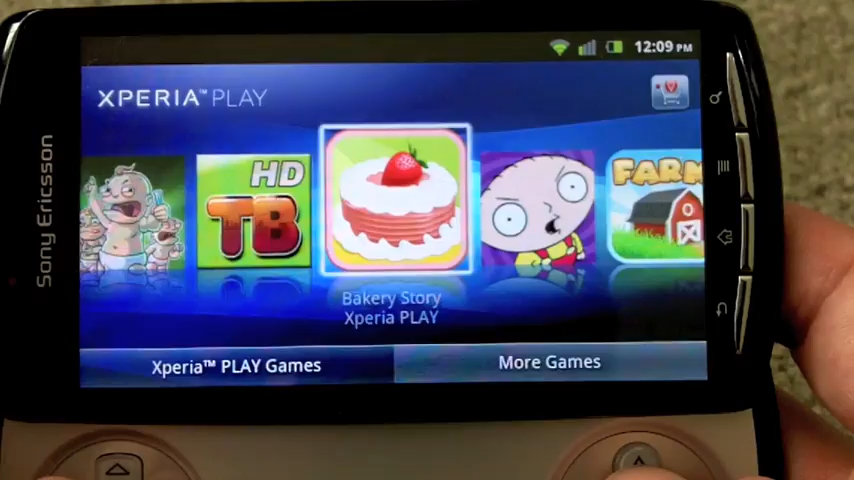 12:09 PM
XPERIA™ PLAY
Sony Ericsson
HD
TB
FARM
Bakery Story
Xperia PLAY
Xperia™ PLAY Games
More Games